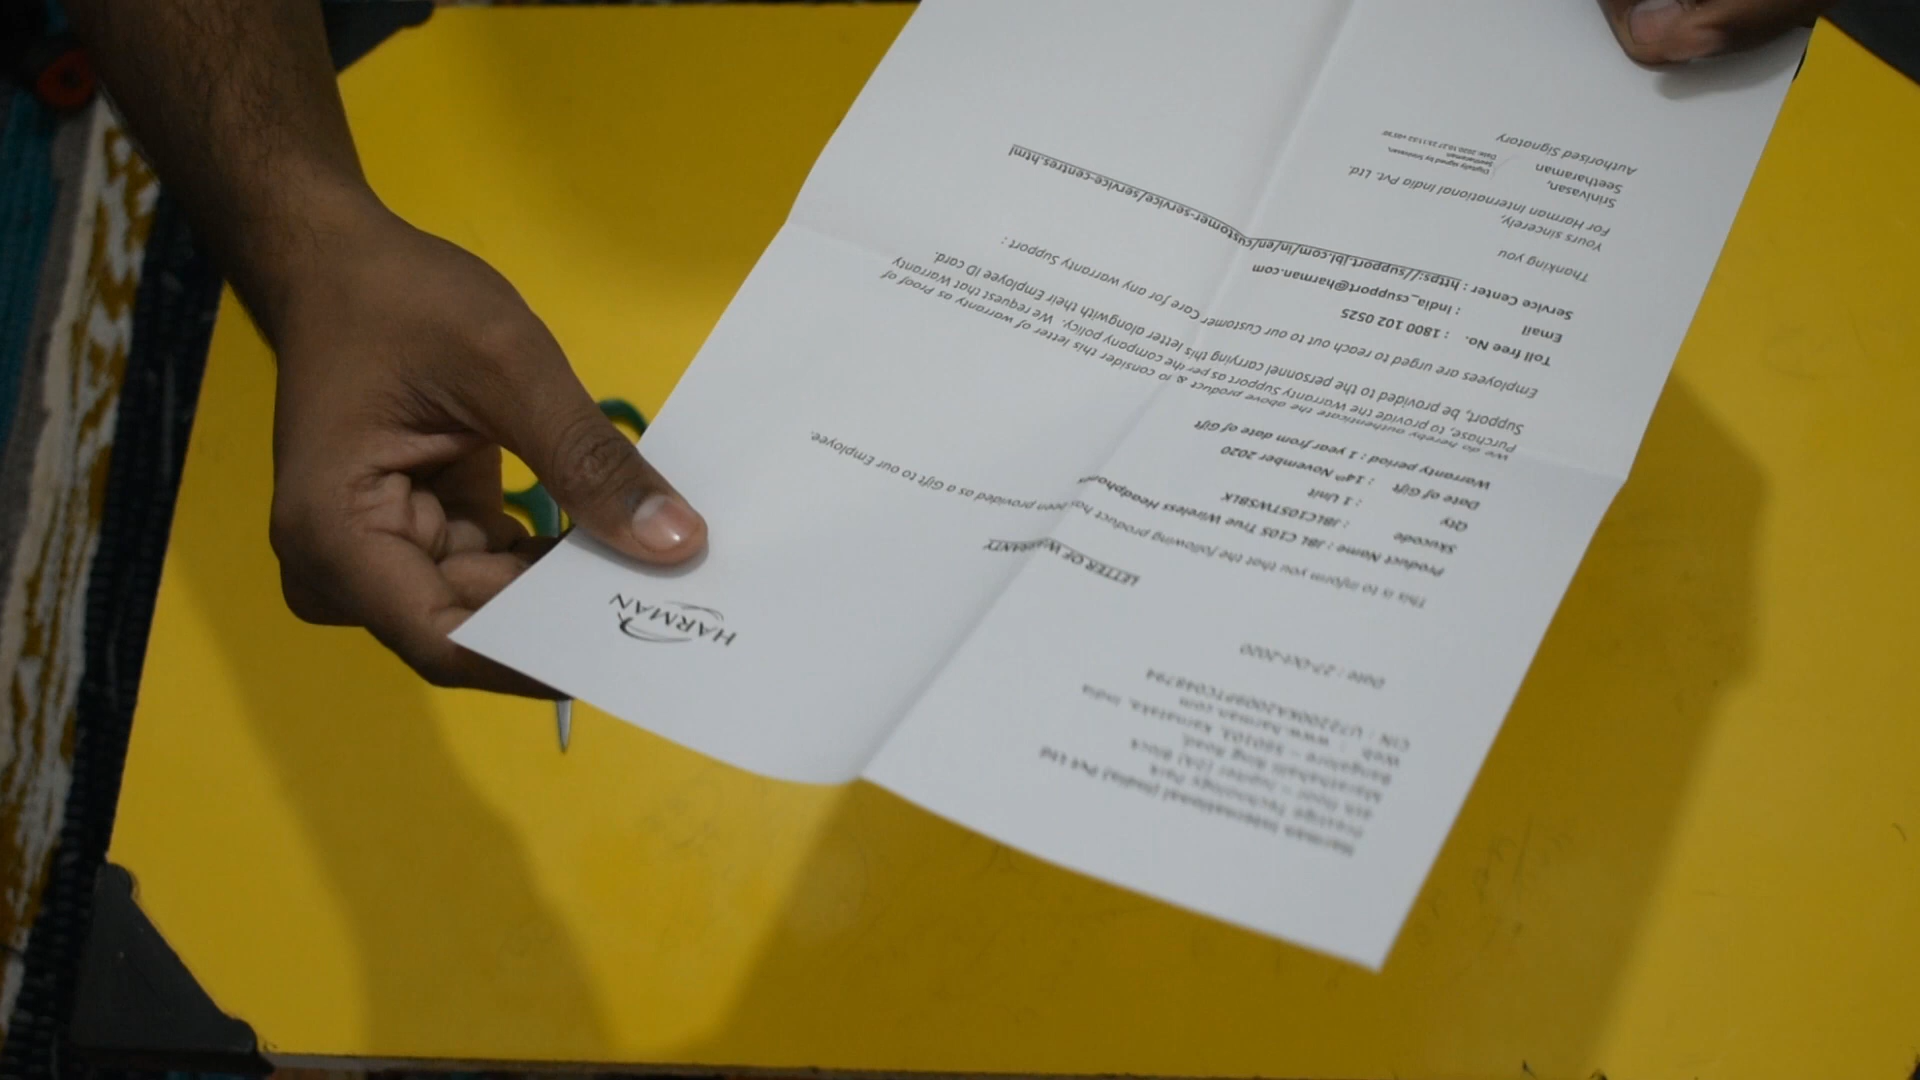 HARMAN
Harman International (India) Pvt Ltd
Prestige Technology Park
4th floor – Jupiter (2A) Block
Marathahalli Ring Road,
Bangalore – 560103, Karnataka, India
Web : www.harman.com
CIN : U72200KA2009PTC048794
Date : 27-Oct-2020
LETTER OF WARRANTY
This is to inform you that the following product has been provided as a Gift to our Employee.
Product Name : JBL C105 True Wireless Headphones
Skucode : JBLC105TWSBLK
Qty : 1 Unit
Date of Gift : 14th November 2020
Warranty period : 1 year from date of Gift
We do hereby authenticate the above product & to consider this letter of warranty as Proof of
Purchase, to provide the Warranty Support as per the company policy. We request that Warranty
Support, be provided to the personnel carrying this letter alongwith their Employee ID card.
Employees are urged to reach to out to our Customer Care for any warranty Support :
Toll free No. : 1800 102 0525
Email : India_csupport@harman.com
Service Center : https://support.jbl.com/in/en/customer-service/service-centres.html
Thanking you
Yours sincerely,
For Harman International India Pvt. Ltd.
Srinivasan,
Seetharaman
Digitally signed by Srinivasan,
Seetharaman
Authorised Signatory